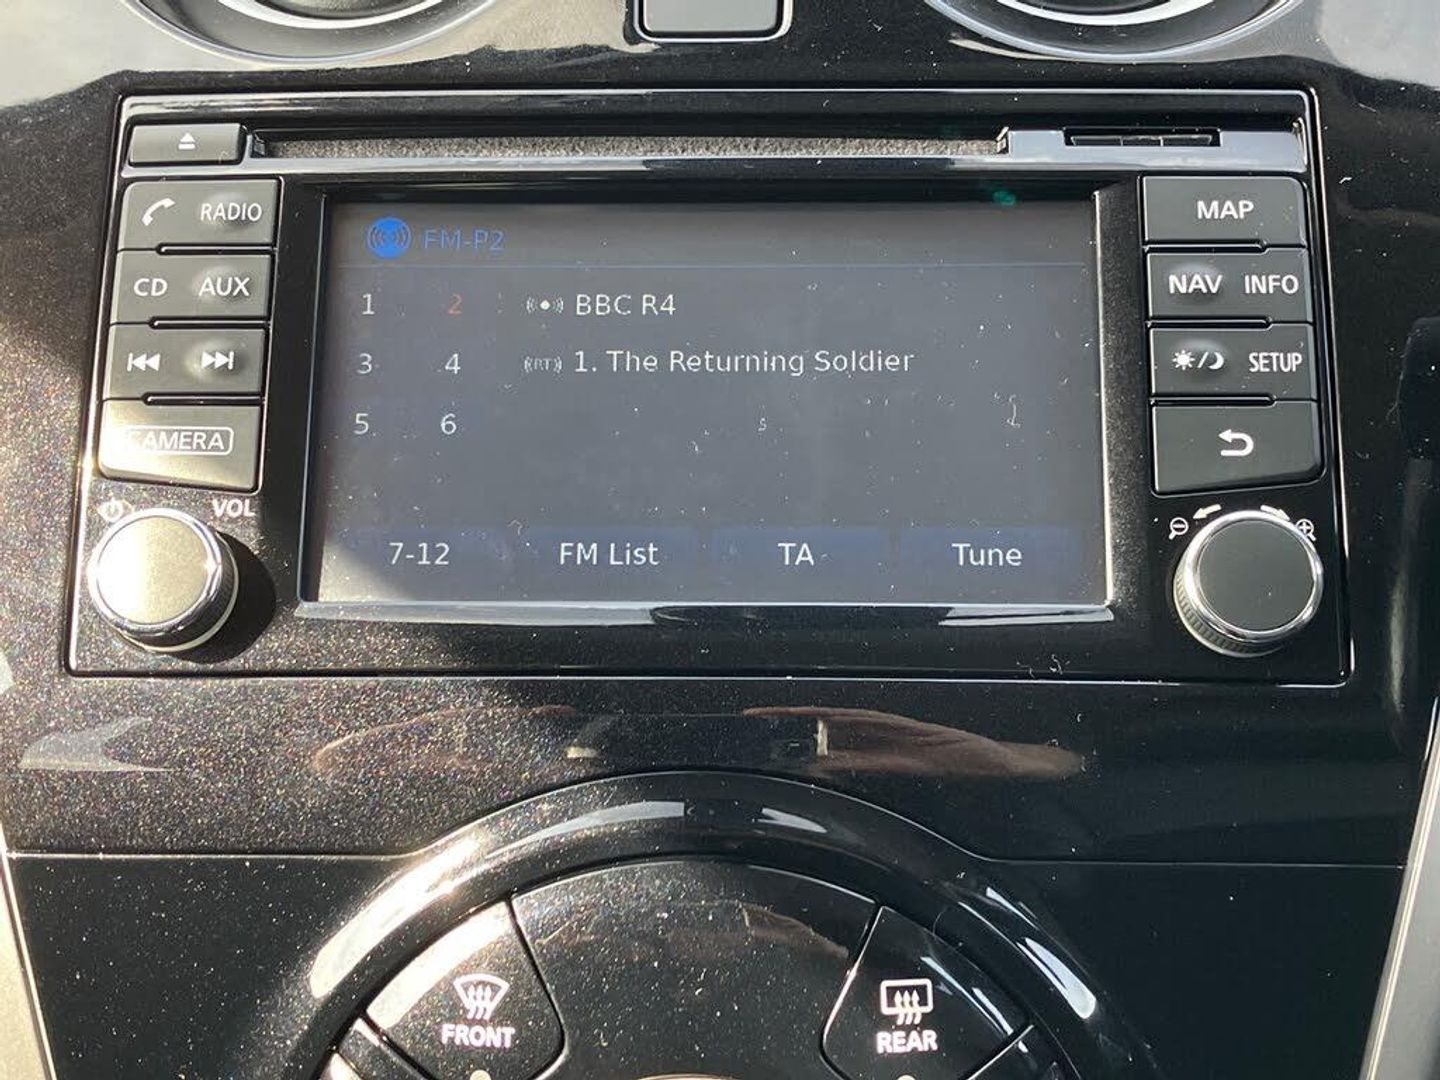 RADIO
CD AUX
CAMERA
VOL
FM-P2
1 2 BBC R4
3 4 RT 1. The Returning Soldier
5 6
7-12 FM List TA Tune
MAP
NAV INFO
SETUP
FRONT
REAR